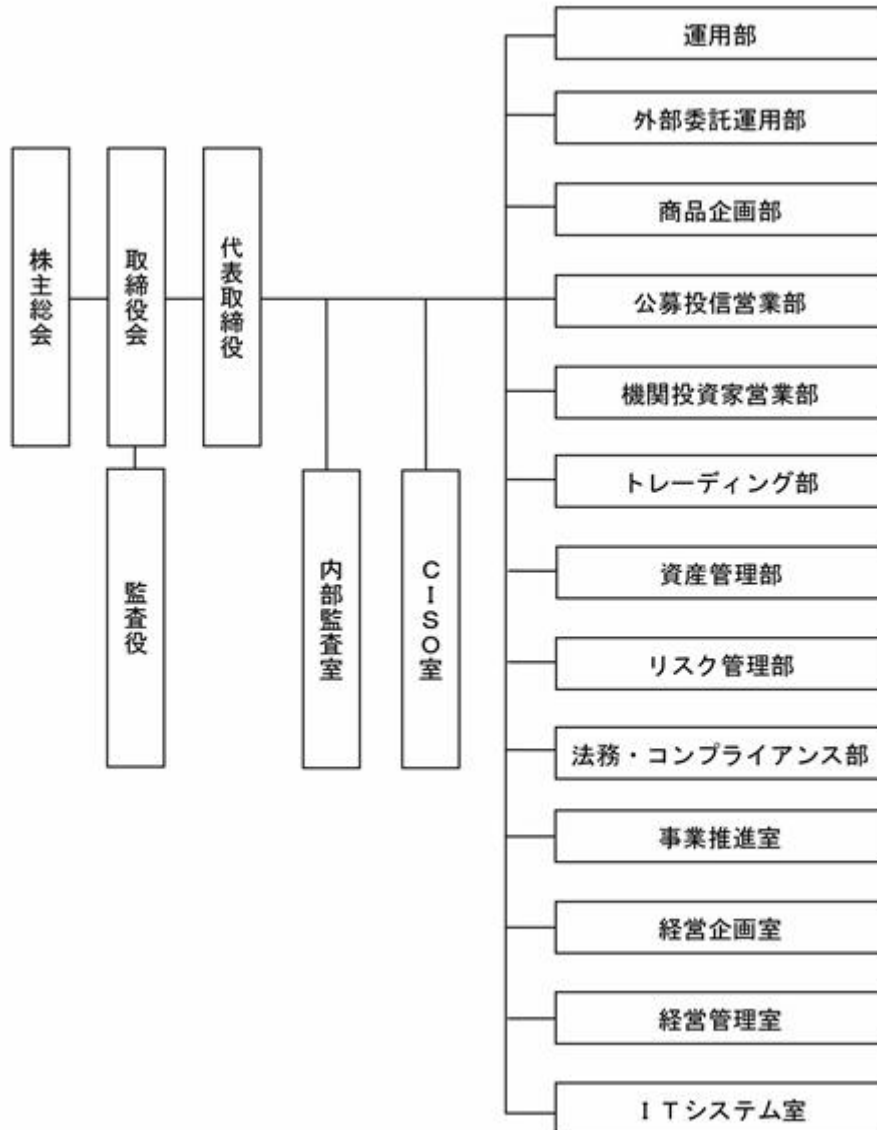 株主総会
取締役会
代表取締役
監査役
内部監査室
ＣＩＳＯ室
運用部
外部委託運用部
商品企画部
公募投信営業部
機関投資家営業部
トレーディング部
資産管理部
リスク管理部
法務・コンプライアンス部
事業推進室
経営企画室
経営管理室
ＩＴシステム室